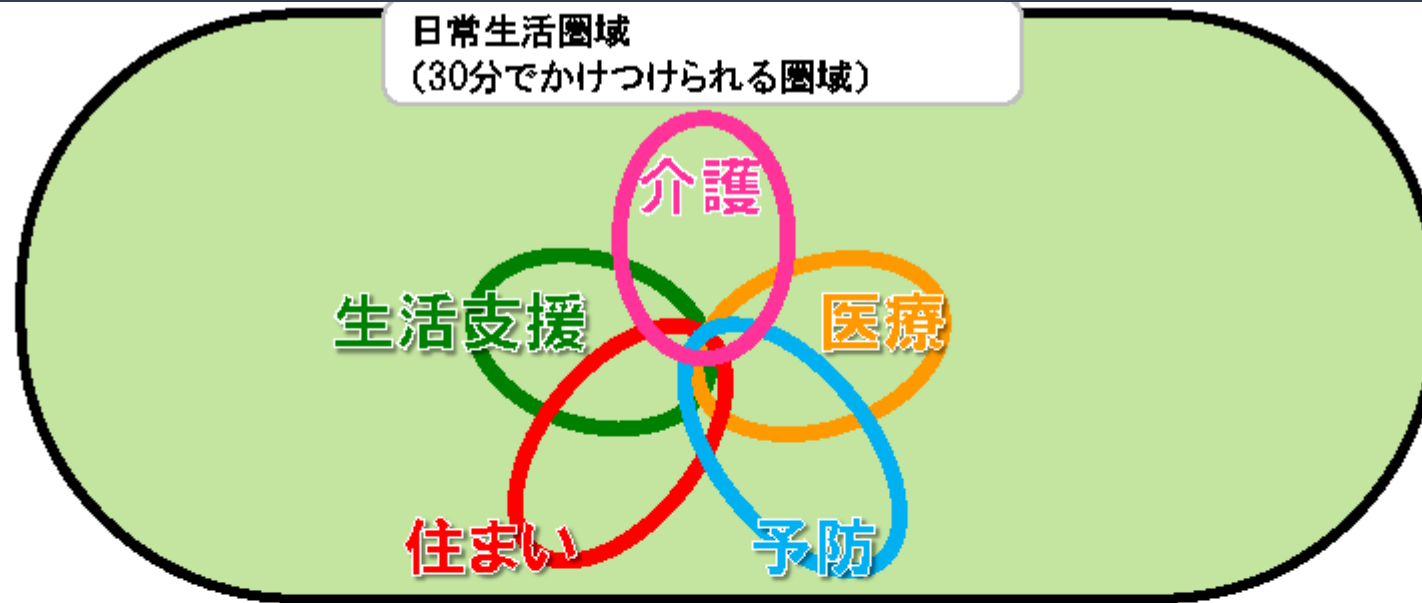 日常生活圏域
(30分でかけつけられる圏域)
介護
生活支援
医療
住まい
予防